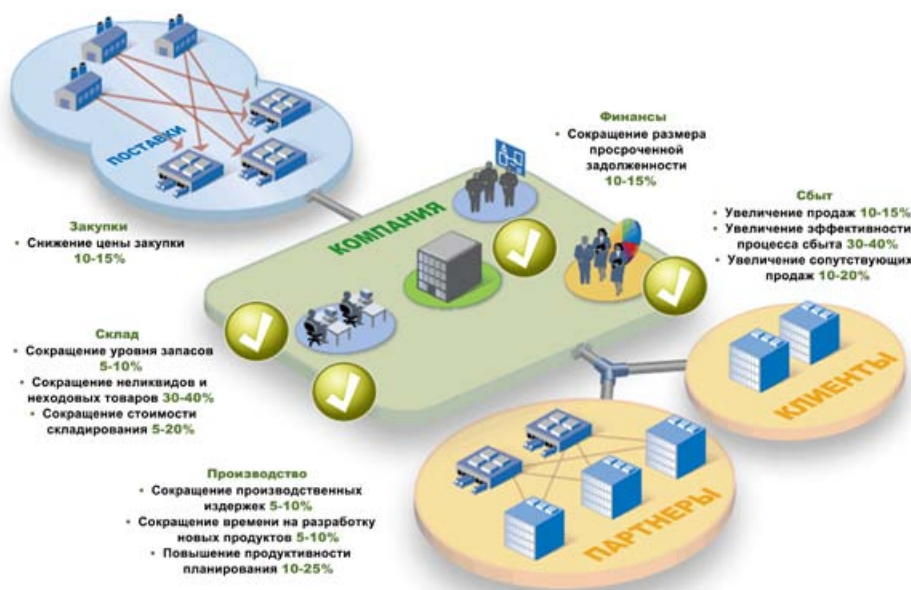 ПОСТАВКИ
Закупки
• Снижение цены закупки
10-15%
КОМПАНИЯ
Финансы
• Сокращение размера
просроченной
задолженности
10-15%
Сбыт
• Увеличение продаж 10-15%
• Увеличение эффективности
процесса сбыта 30-40%
• Увеличение сопутствующих
продаж 10-20%
Склад
• Сокращение уровня запасов
5-10%
• Сокращение неликвидов и
неходовых товаров 30-40%
• Сокращение стоимости
складирования 5-20%
КЛИЕНТЫ
Производство
• Сокращение производственных
издержек 5-10%
• Сокращение времени на разработку
новых продуктов 5-10%
• Повышение продуктивности
планирования 10-25%
ПАРТНЕРЫ